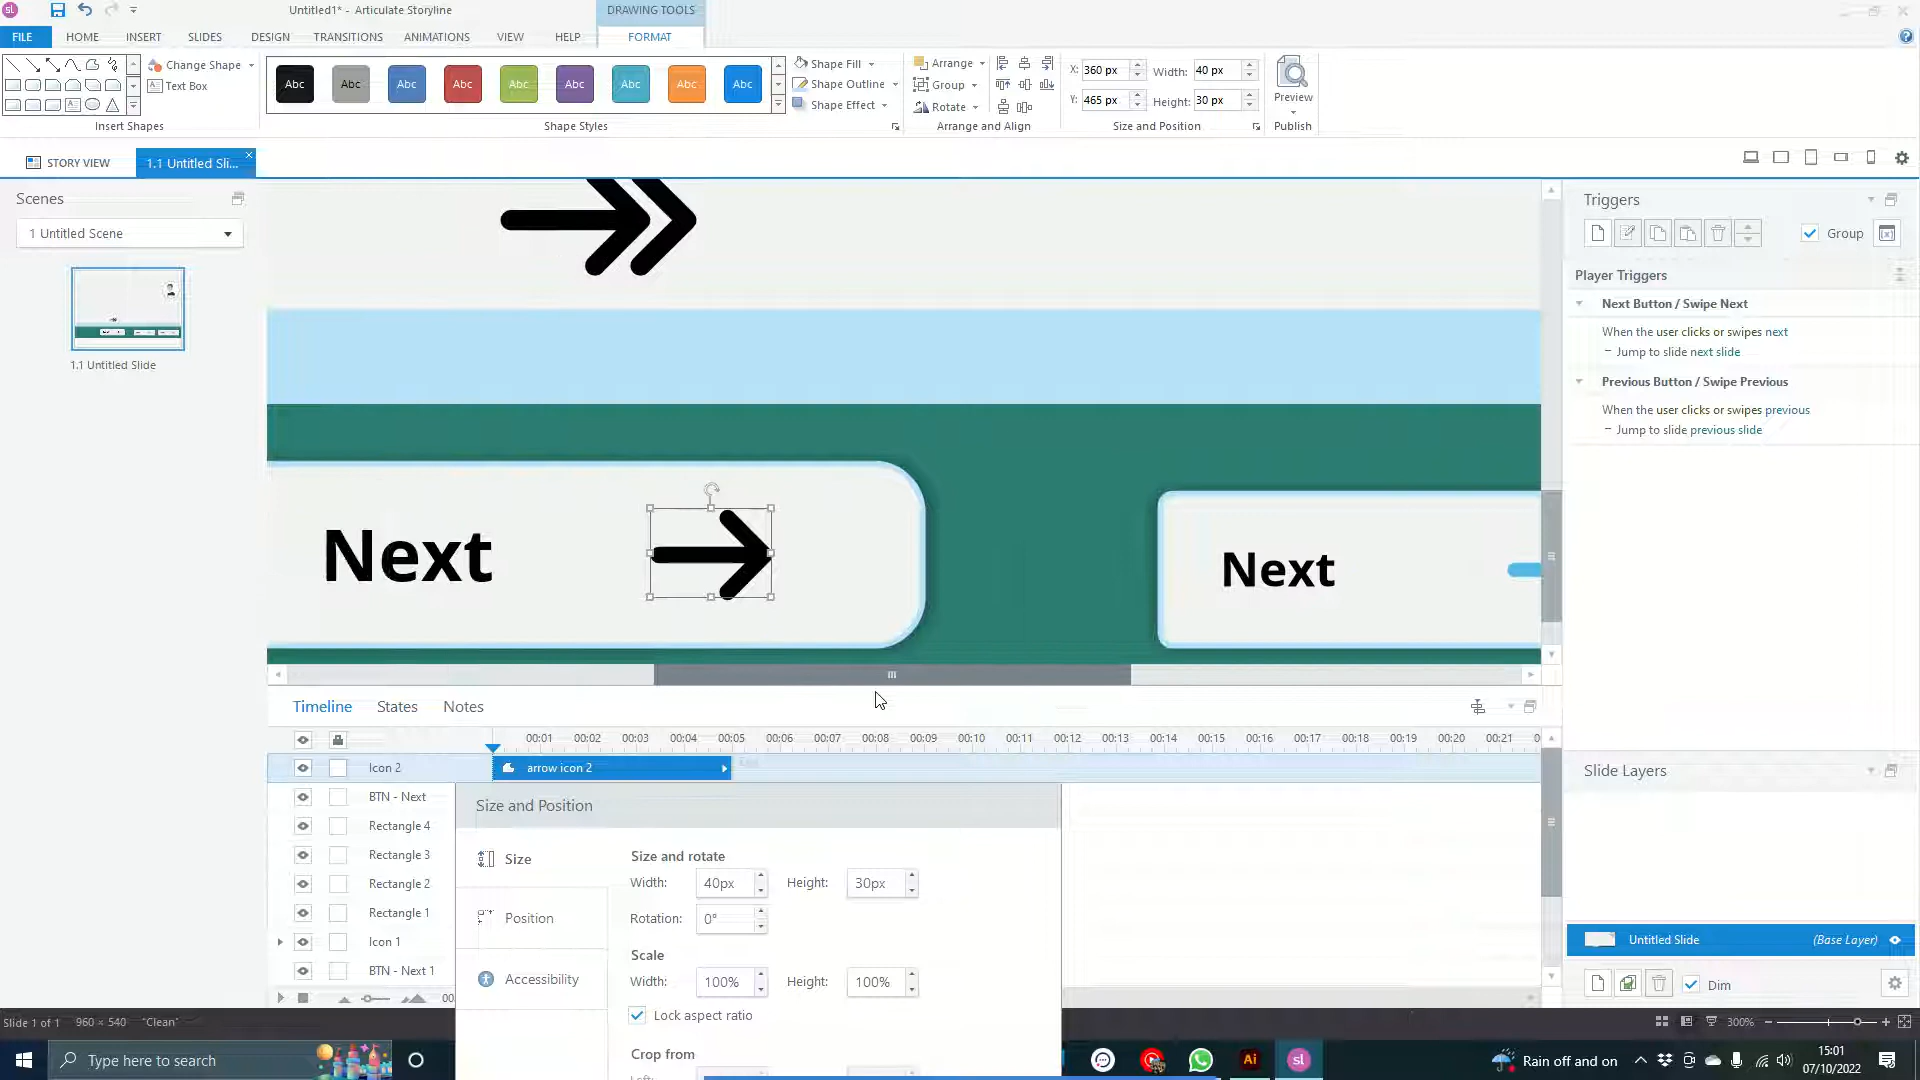 Untitled1* - Articulate Storyline
DRAWING TOOLS
FILE HOME INSERT SLIDES DESIGN TRANSITIONS ANIMATIONS VIEW HELP FORMAT
Change Shape
Text Box
Insert Shapes
Abc Abc Abc Abc Abc Abc Abc Abc Abc
Shape Styles
Shape Fill
Shape Outline
Shape Effect
Arrange
Group
Rotate
Arrange and Align
X: 360 px Width: 40 px
Y: 465 px Height: 30 px
Size and Position
Preview
Publish
STORY VIEW
1.1 Untitled Sli...
Scenes
1 Untitled Scene
1.1 Untitled Slide
Next
Next
Triggers
Group
Player Triggers
Next Button / Swipe Next
When the user clicks or swipes next
Jump to slide next slide
Previous Button / Swipe Previous
When the user clicks or swipes previous
Jump to slide previous slide
Timeline States Notes
00:01 00:02 00:03 00:04 00:05 00:06 00:07 00:08 00:09 00:10 00:11 00:12 00:13 00:14 00:15 00:16 00:17 00:18 00:19 00:20 00:21
Icon 2 arrow icon 2
BTN - Next
Rectangle 4
Rectangle 3
Rectangle 2
Rectangle 1
Icon 1
BTN - Next 1
Size and Position
Size
Position
Accessibility
Size and rotate
Width: 40px Height: 30px
Rotation: 0°
Scale
Width: 100% Height: 100%
Lock aspect ratio
Crop from
Slide Layers
Untitled Slide (Base Layer)
Dim
Slide 1 of 1 960 × 540 "Clean"
300%
Type here to search
Ai
sl
Rain off and on
15:01
07/10/2022